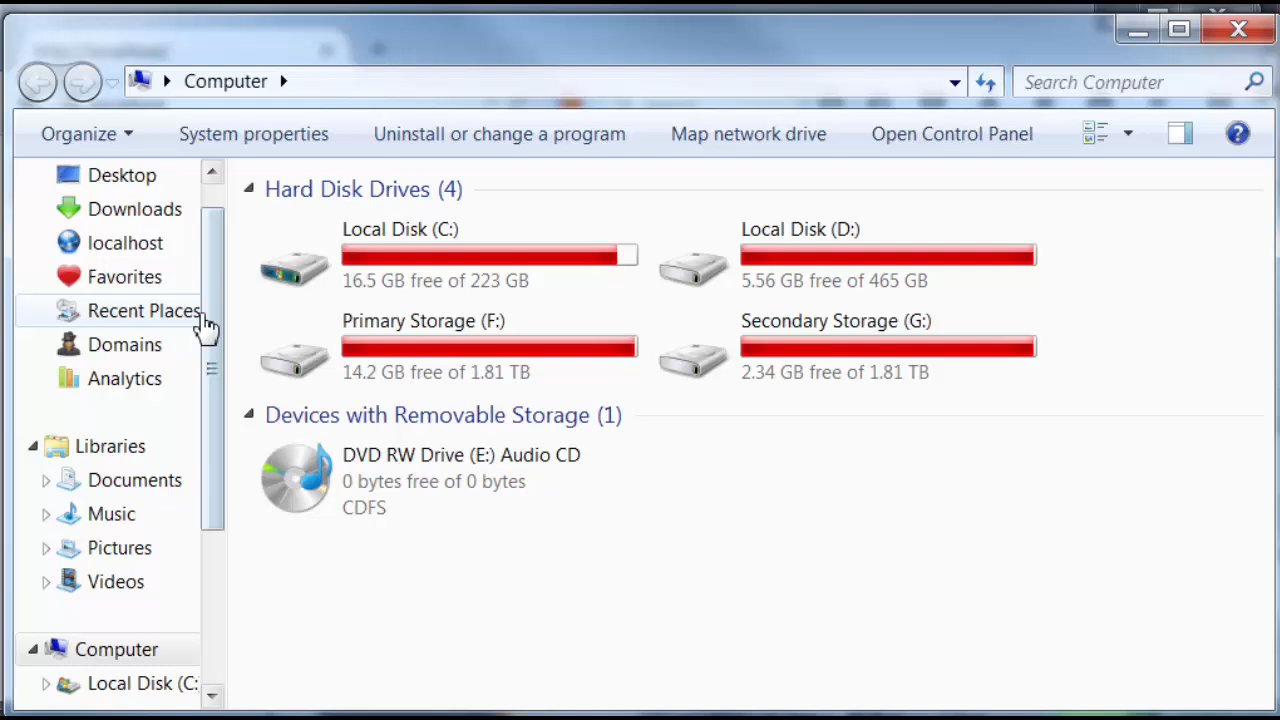 Computer
Search Computer
Organize
System properties
Uninstall or change a program
Map network drive
Open Control Panel
Desktop
Downloads
localhost
Favorites
Recent Places
Domains
Analytics
Libraries
Documents
Music
Pictures
Videos
Computer
Local Disk (C:
Hard Disk Drives (4)
Local Disk (C:)
16.5 GB free of 223 GB
Local Disk (D:)
5.56 GB free of 465 GB
Primary Storage (F:)
14.2 GB free of 1.81 TB
Secondary Storage (G:)
2.34 GB free of 1.81 TB
Devices with Removable Storage (1)
DVD RW Drive (E:) Audio CD
0 bytes free of 0 bytes
CDFS